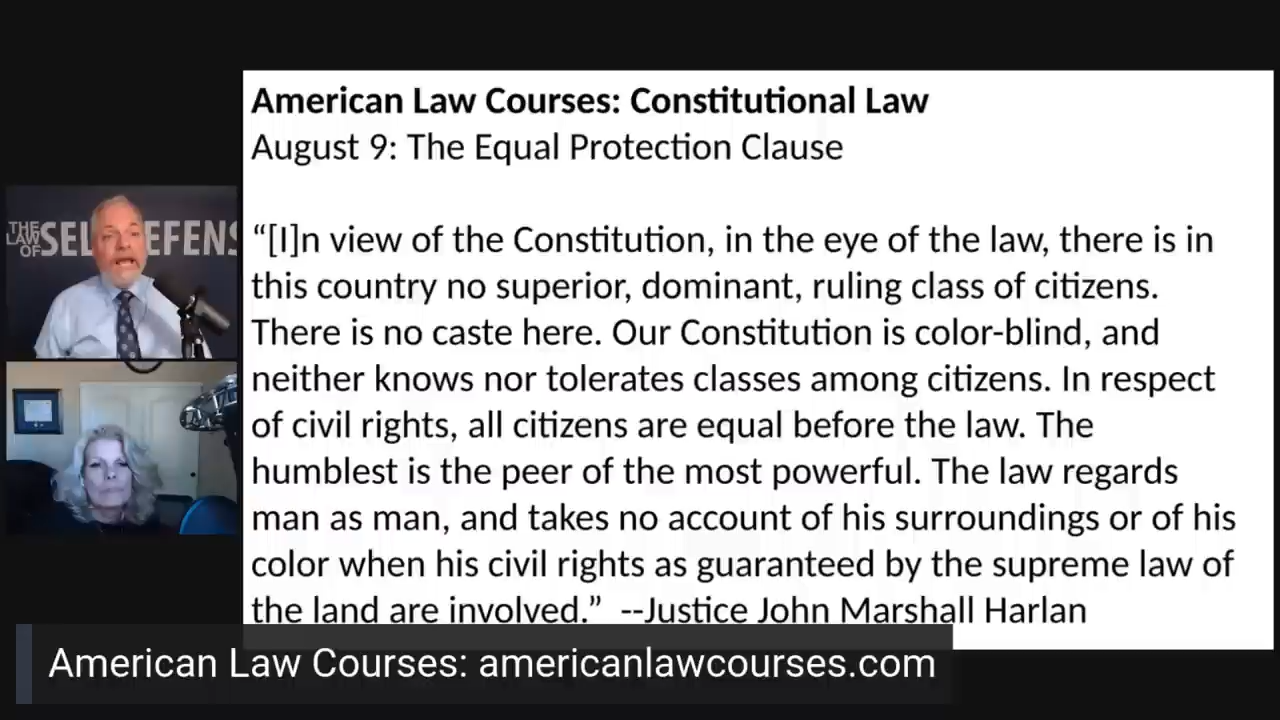 American Law Courses: Constitutional Law
August 9: The Equal Protection Clause
“[I]n view of the Constitution, in the eye of the law, there is in
this country no superior, dominant, ruling class of citizens.
There is no caste here. Our Constitution is color-blind, and
neither knows nor tolerates classes among citizens. In respect
of civil rights, all citizens are equal before the law. The
humblest is the peer of the most powerful. The law regards
man as man, and takes no account of his surroundings or of his
color when his civil rights as guaranteed by the supreme law of
the land are involved.” --Justice John Marshall Harlan
THE
LAW
OF
SEL EFENS
American Law Courses: americanlawcourses.com